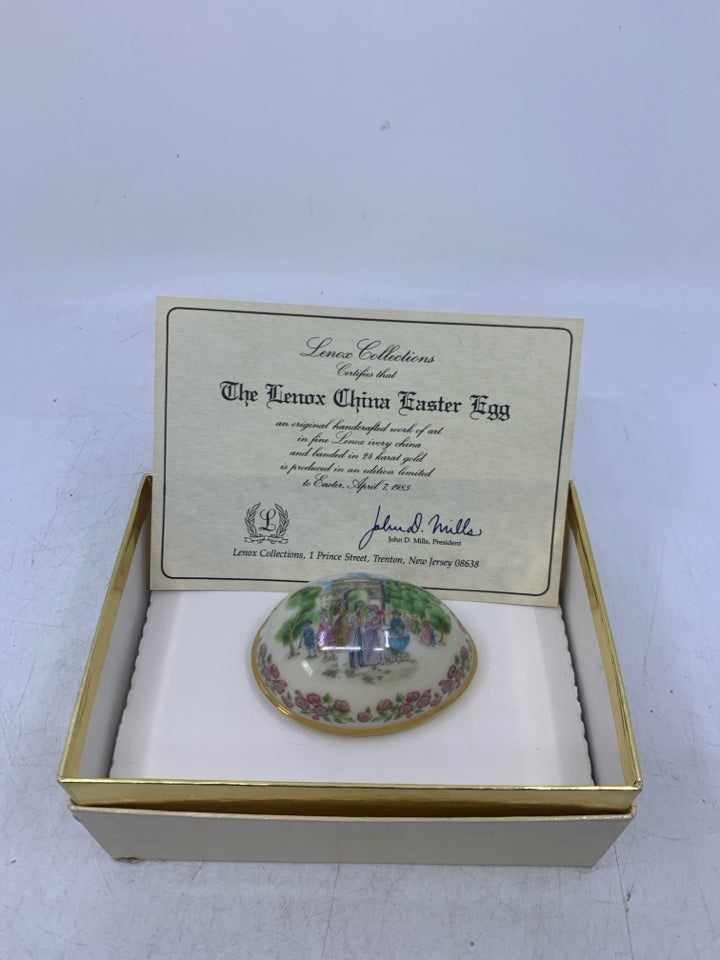 Lenox Collections
Certifies that
The Lenox China Easter Egg
an original handcrafted work of art
in fine Lenox ivory china
and banded in 24 karat gold
is produced in an edition limited
to Easter, April 7, 1985
L
John D. Mills
John D. Mills, President
Lenox Collections, 1 Prince Street, Trenton, New Jersey 08638